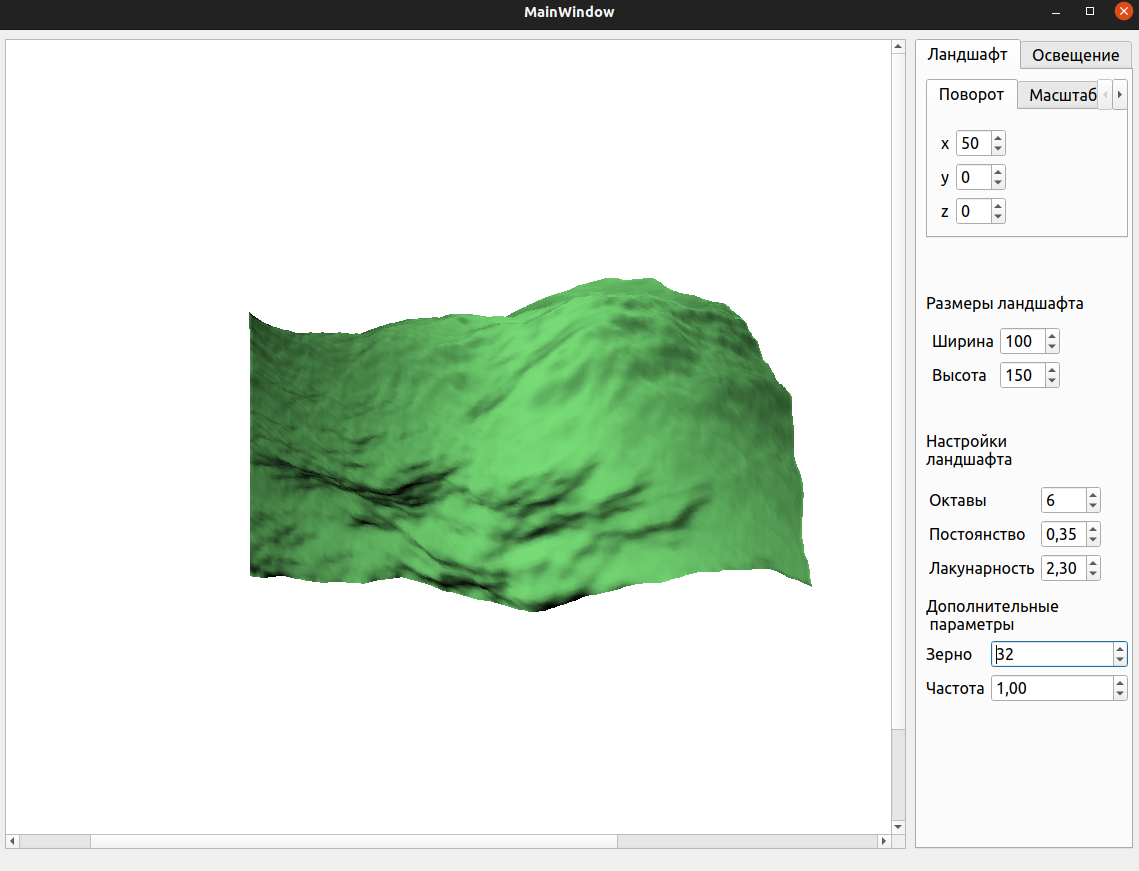 MainWindow
Ландшафт
Освещение
Поворот
Масштаб
x 50
y 0
z 0
Размеры ландшафта
Ширина 100
Высота 150
Настройки
ландшафта
Октавы 6
Постоянство 0,35
Лакунарность 2,30
Дополнительные
параметры
Зерно 32
Частота 1,00